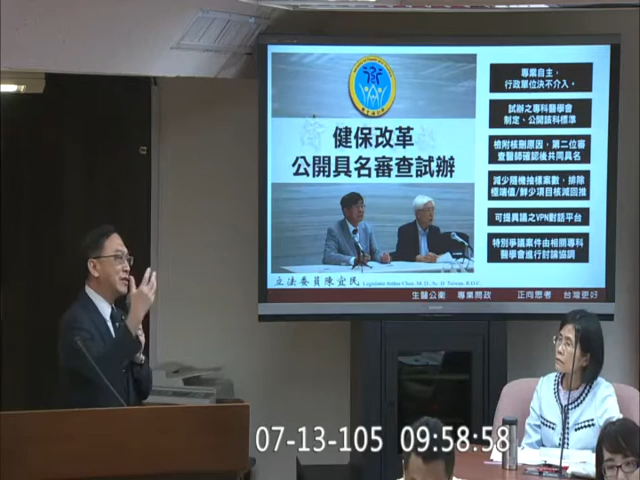 健保改革
公開具名審查試辦
專業自主，
行政單位決不介入。
試辦之專科醫學會
制定、公開該科標準
檢附核刪原因，第二位審
查醫師確認後共同具名
減少隨機抽樣案數，排除
極端值/鮮少項目核減回推
可提異議之VPN對話平台
特別爭議案件由相關專科
醫學會進行討論協調
立法委員陳宜民 Legislator Arthur Chen, M.D., Sc. D. Taiwan, R.O.C.
生醫公衛 專業問政 正向思考 台灣更好
07-13-105 09:58:58